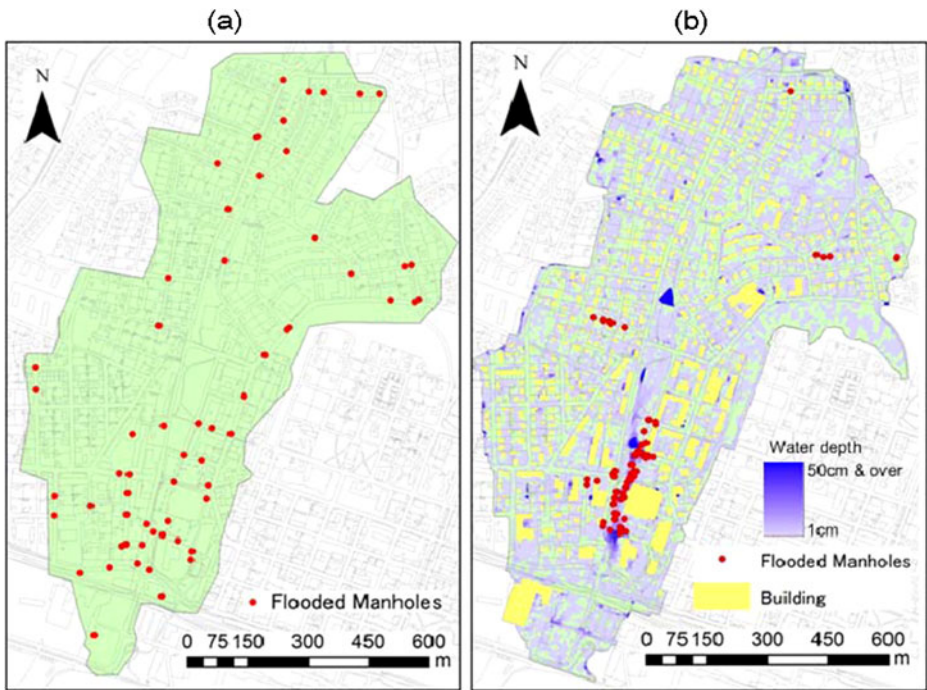 (a)
(b)
N
N
Flooded Manholes
0 75 150 300 450 600
m
Water depth
50cm & over
1cm
Flooded Manholes
Building
0 75 150 300 450 600
m